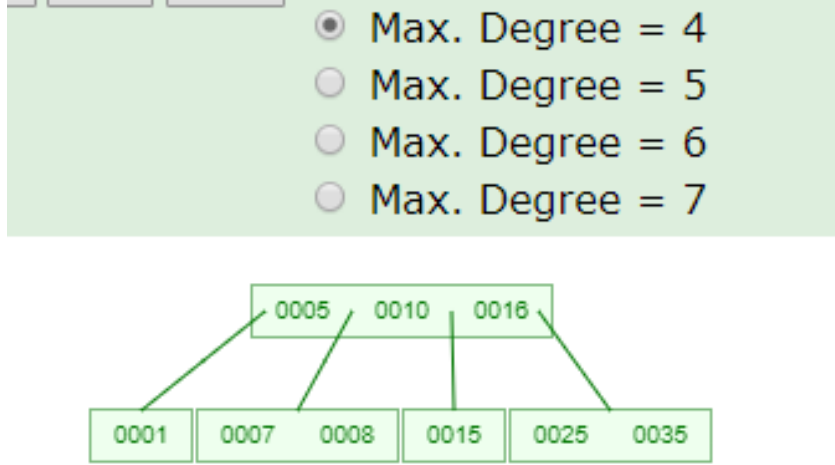 Max. Degree = 4
Max. Degree = 5
Max. Degree = 6
Max. Degree = 7
0005 0010 0016
0001 0007 0008 0015 0025 0035